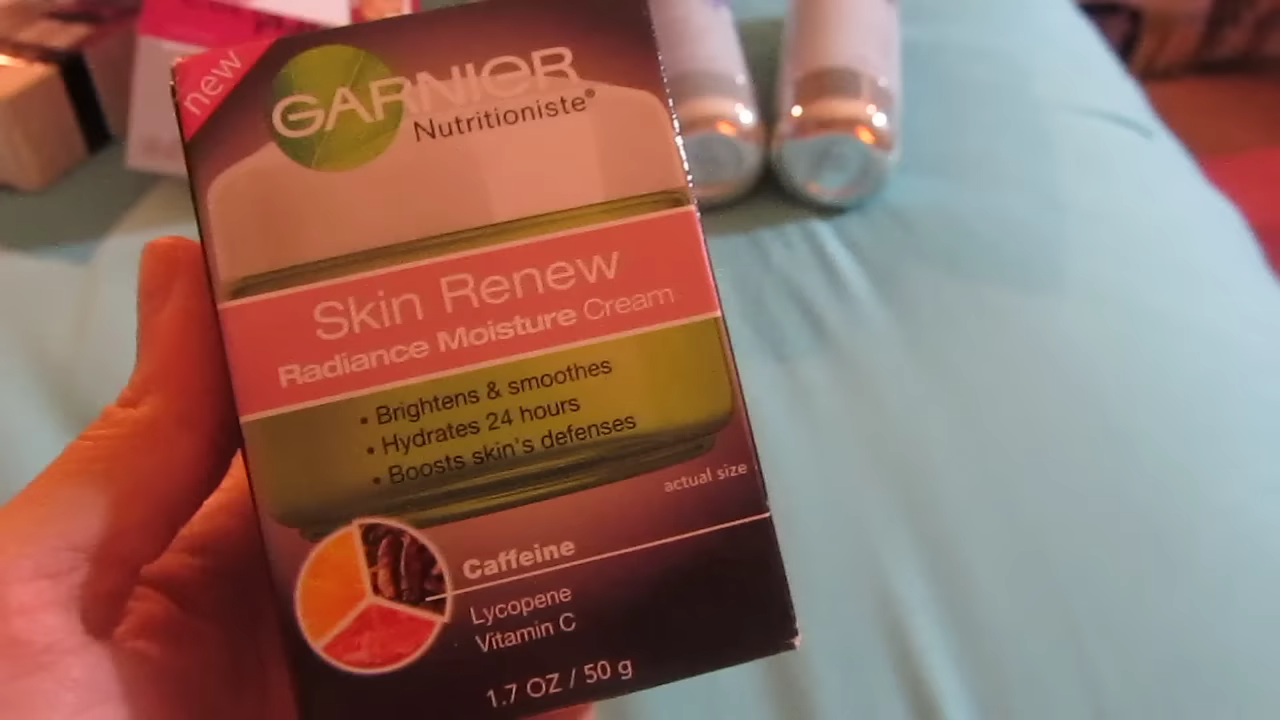 new
GARNIER
Nutritioniste®
Skin Renew
Radiance Moisture Cream
• Brightens & smoothes
• Hydrates 24 hours
• Boosts skin's defenses
actual size
Caffeine
Lycopene
Vitamin C
1.7 OZ / 50 g